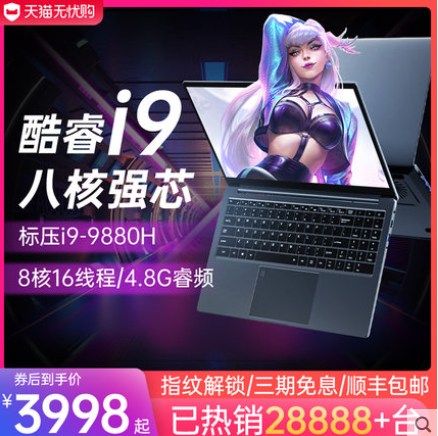 天猫无忧购
酷睿i9
八核强芯
标压i9-9880H
8核16线程/4.8G睿频
券后到手价
¥3998起
指纹解锁/三期免息/顺丰包邮
已热销28888+台